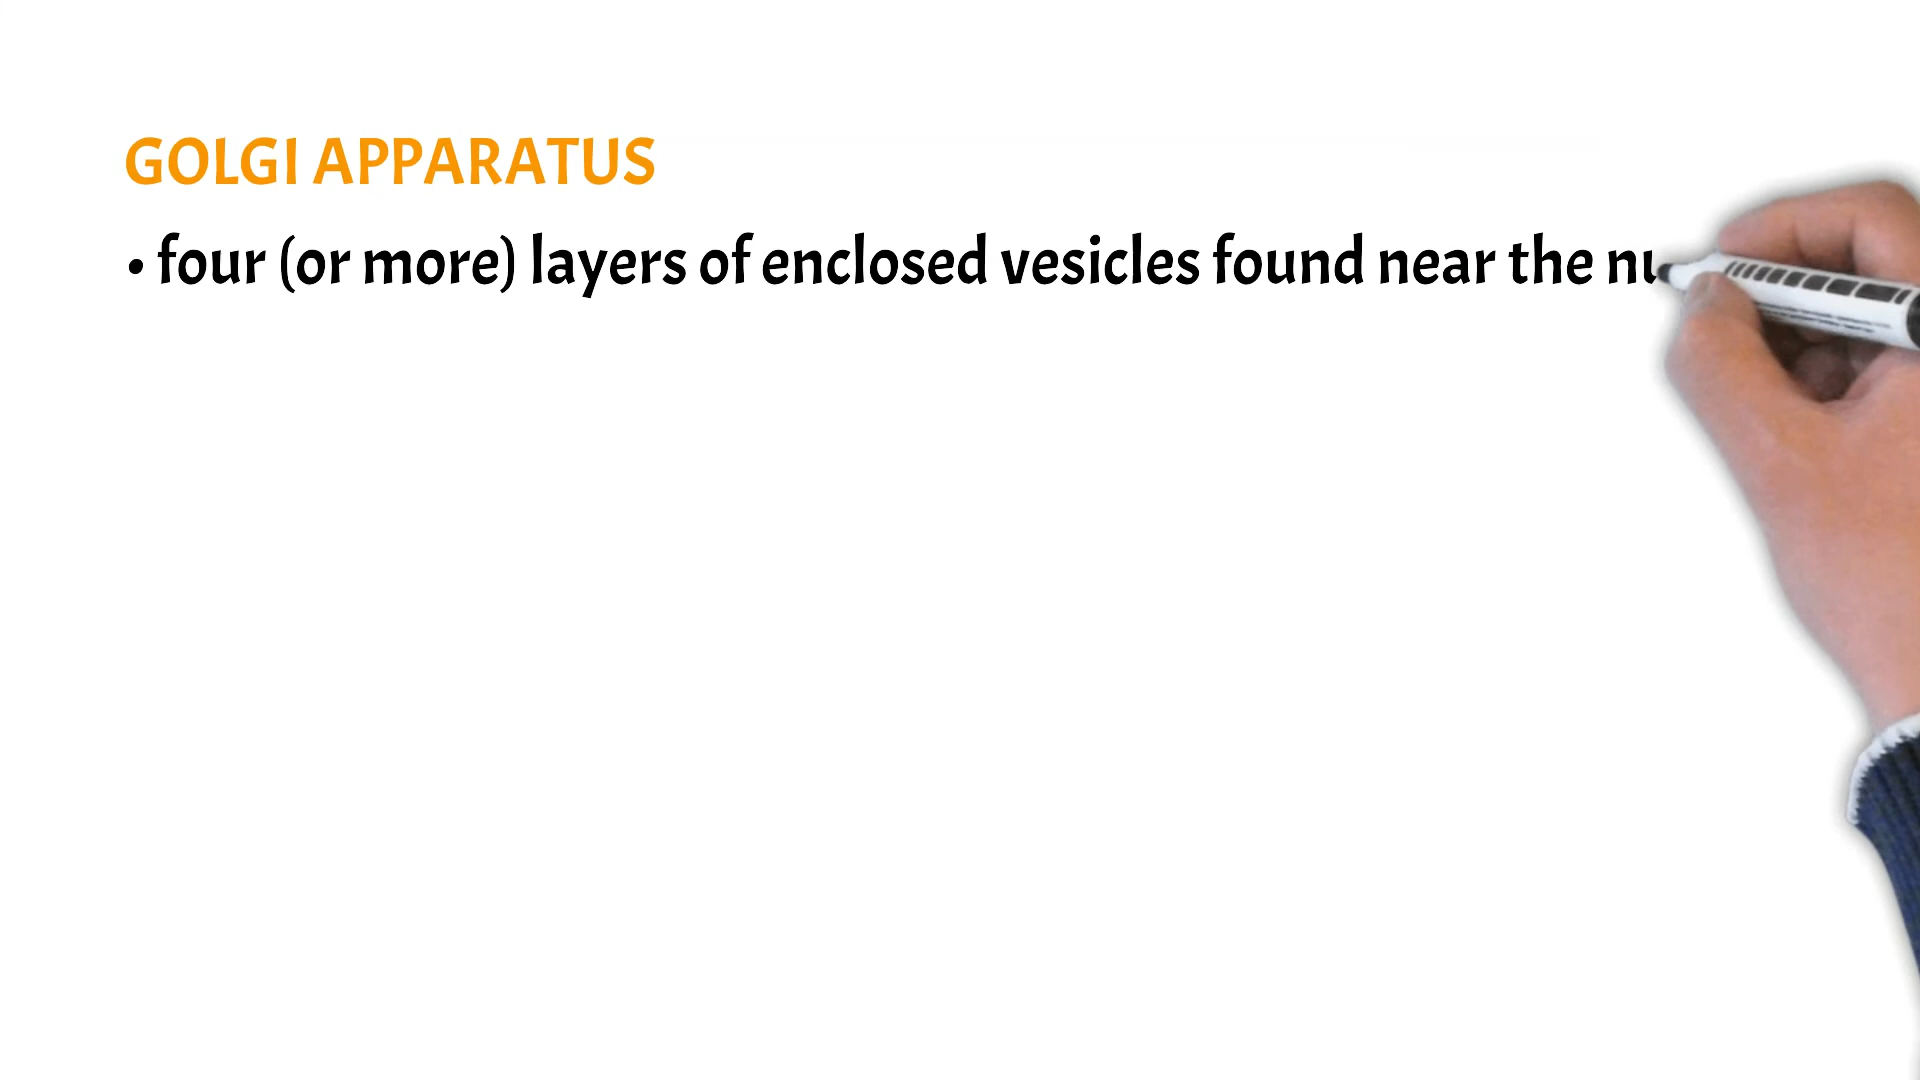 GOLGI APPARATUS
• four (or more) layers of enclosed vesicles found near the